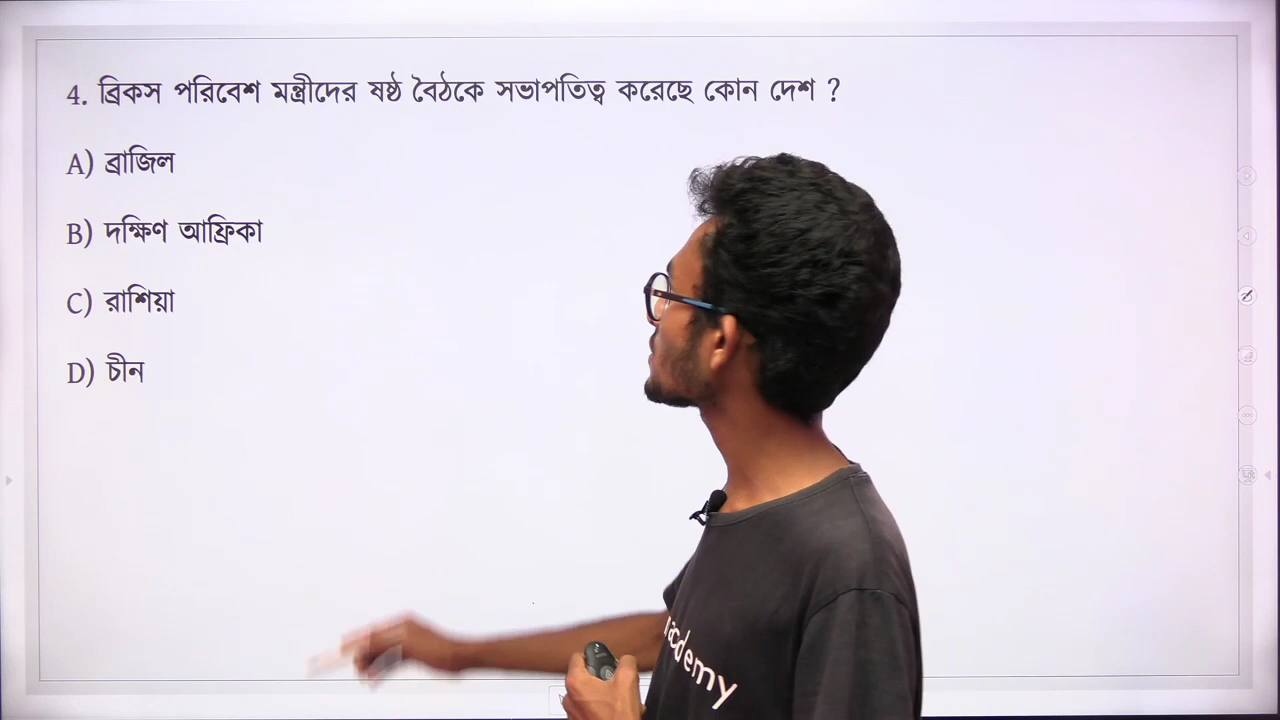 4. ব্রিকস পরিবেশ মন্ত্রীদের ষষ্ঠ বৈঠকে সভাপতিত্ব করেছে কোন দেশ ?
A) ব্রাজিল
B) দক্ষিণ আফ্রিকা
C) রাশিয়া
D) চীন